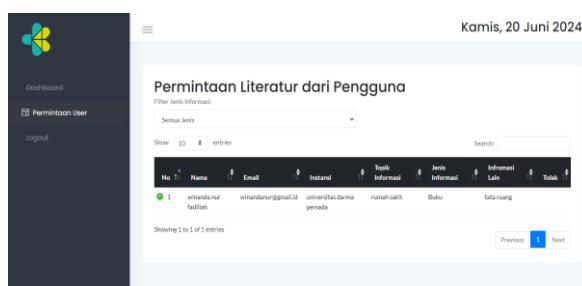 Kamis, 20 Juni 2024
Dashboard
Permintaan User
Logout
Permintaan Literatur dari Pengguna
Filter Jenis Informasi:
Semua Jenis
Show 10 entries
Search:
No Nama Email Instansi Topik Informasi Jenis Informasi Infromasi Lain Tolak
1 winanda nur fadillah winandanur@gmail.id universitas darma persada rumah sakit Buku tata ruang
Showing 1 to 1 of 1 entries
Previous 1 Next